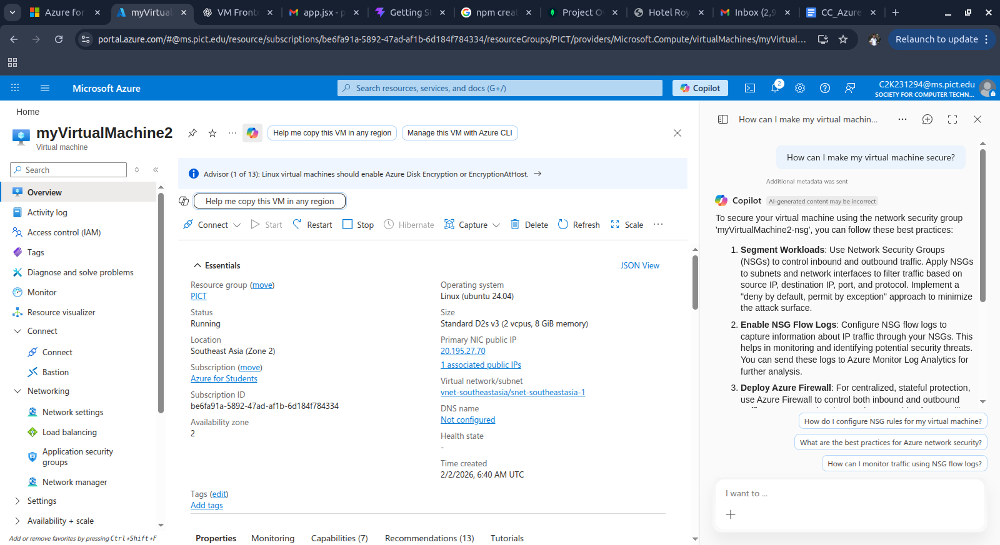 Azure for
myVirtual
VM Fronte
app.jsx - p
Getting S
npm creat
Project O
Hotel Roy
Inbox (2,9
CC_Azure
portal.azure.com/#@ms.pict.edu/resource/subscriptions/be6fa91a-5892-47ad-af1b-6d184f784334/resourceGroups/PICT/providers/Microsoft.Compute/virtualMachines/myVirtual...
Relaunch to update
Microsoft Azure
Search resources, services, and docs (G+/)
Copilot
2
C2K231294@ms.pict.edu
SOCIETY FOR COMPUTER TECHN...
Home
myVirtualMachine2
Virtual machine
Help me copy this VM in any region
Manage this VM with Azure CLI
Search
Overview
Activity log
Access control (IAM)
Tags
Diagnose and solve problems
Monitor
Resource visualizer
Connect
Connect
Bastion
Networking
Network settings
Load balancing
Application security
groups
Network manager
Settings
Availability + scale
Add or remove favorites by pressing Ctrl+Shift+F
Advisor (1 of 13): Linux virtual machines should enable Azure Disk Encryption or EncryptionAtHost.
Help me copy this VM in any region
Connect
Start
Restart
Stop
Hibernate
Capture
Delete
Refresh
Scale
Essentials
JSON View
Resource group (move)
PICT
Status
Running
Location
Southeast Asia (Zone 2)
Subscription (move)
Azure for Students
Subscription ID
be6fa91a-5892-47ad-af1b-6d184f784334
Availability zone
2
Operating system
Linux (ubuntu 24.04)
Size
Standard D2s v3 (2 vcpus, 8 GiB memory)
Primary NIC public IP
20.195.27.70
1 associated public IPs
Virtual network/subnet
vnet-southeastasia/snet-southeastasia-1
DNS name
Not configured
Health state
-
Time created
2/2/2026, 6:40 AM UTC
Tags (edit)
Add tags
Properties
Monitoring
Capabilities (7)
Recommendations (13)
Tutorials
How can I make my virtual machin...
How can I make my virtual machine secure?
Additional metadata was sent
Copilot
AI-generated content may be incorrect
To secure your virtual machine using the network security group
'myVirtualMachine2-nsg', you can follow these best practices:
1. Segment Workloads: Use Network Security Groups
(NSGs) to control inbound and outbound traffic. Apply NSGs
to subnets and network interfaces to filter traffic based on
source IP, destination IP, port, and protocol. Implement a
"deny by default, permit by exception" approach to minimize
the attack surface.
2. Enable NSG Flow Logs: Configure NSG flow logs to
capture information about IP traffic through your NSGs. This
helps in monitoring and identifying potential security threats.
You can send these logs to Azure Monitor Log Analytics for
further analysis.
3. Deploy Azure Firewall: For centralized, stateful protection,
use Azure Firewall to control both inbound and outbound
How do I configure NSG rules for my virtual machine?
What are the best practices for Azure network security?
How can I monitor traffic using NSG flow logs?
I want to ...